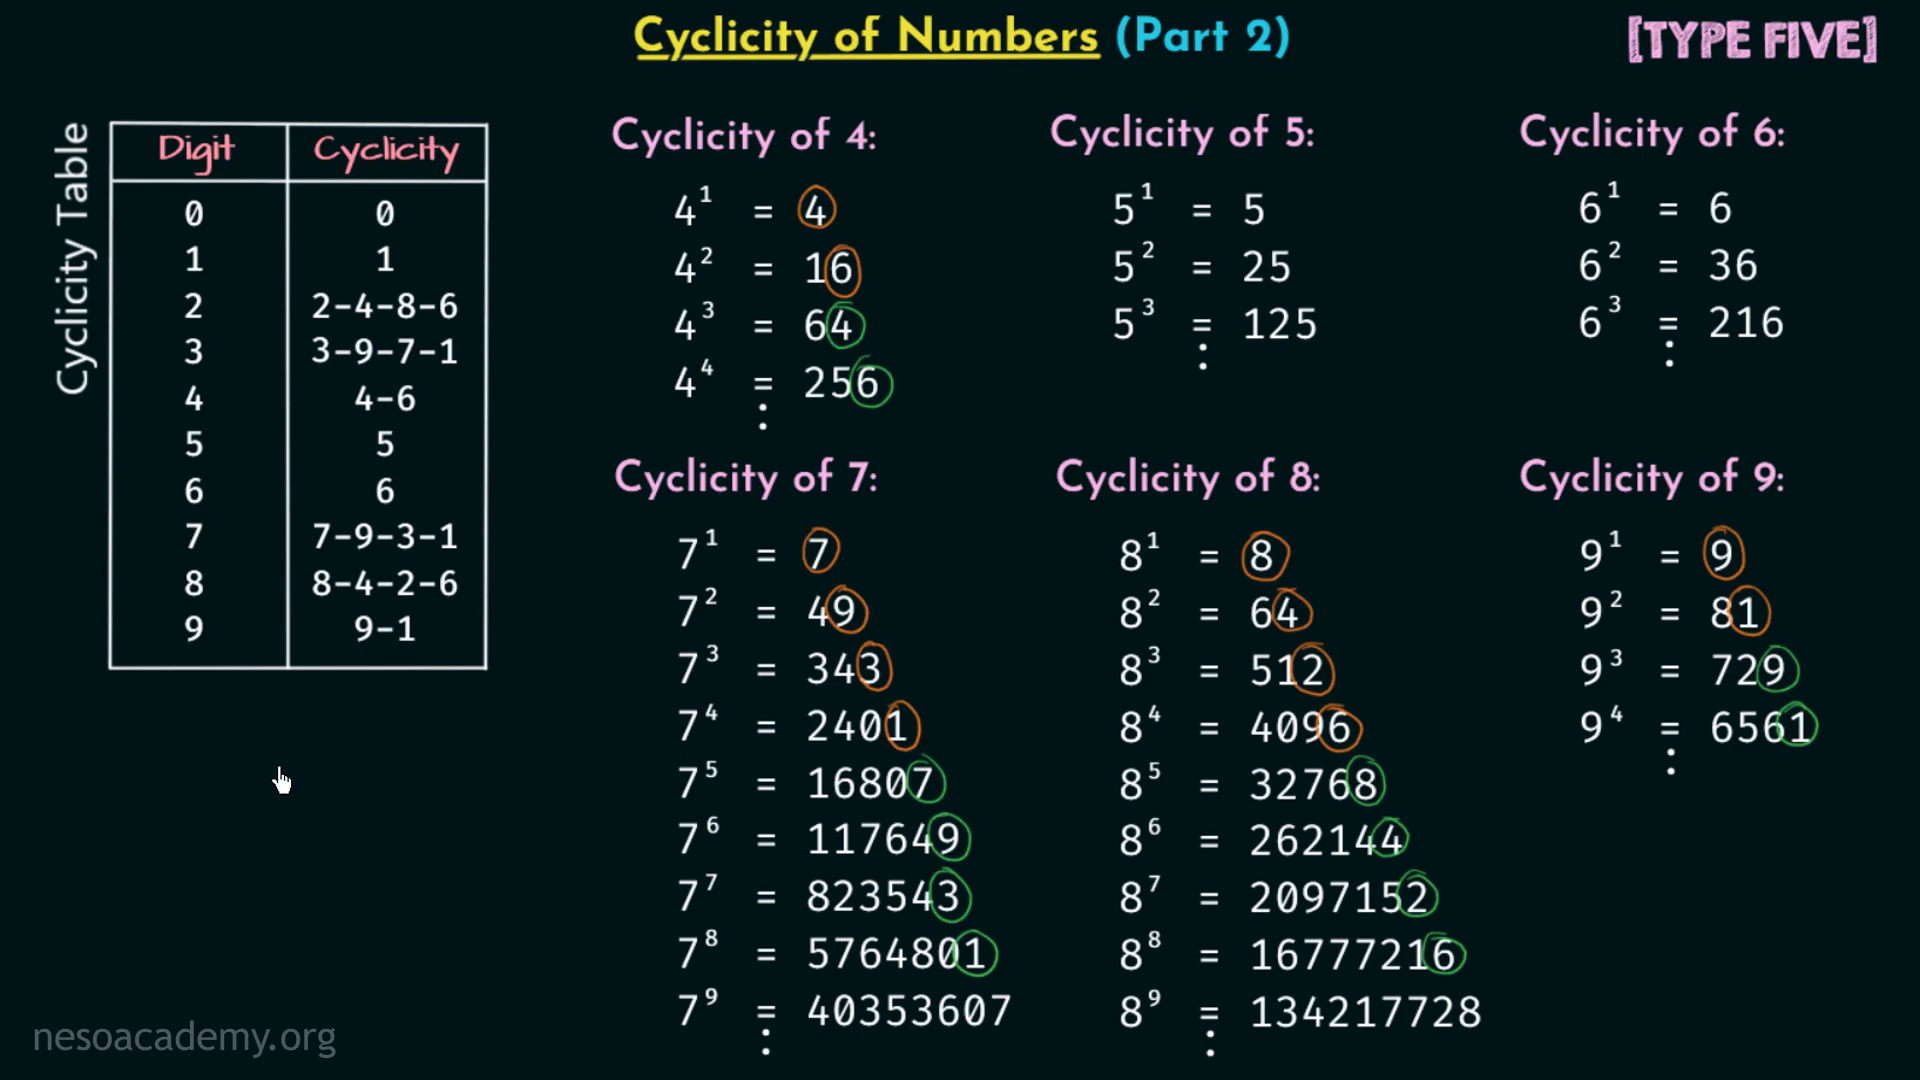 Cyclicity of Numbers (Part 2)
[TYPE FIVE]
Cyclicity Table
Digit Cyclicity
0 0
1 1
2 2-4-8-6
3 3-9-7-1
4 4-6
5 5
6 6
7 7-9-3-1
8 8-4-2-6
9 9-1
Cyclicity of 4:
4¹ = 4
4² = 16
4³ = 64
4⁴ = 256
⋮
Cyclicity of 5:
5¹ = 5
5² = 25
5³ = 125
⋮
Cyclicity of 6:
6¹ = 6
6² = 36
6³ = 216
⋮
Cyclicity of 7:
7¹ = 7
7² = 49
7³ = 343
7⁴ = 2401
7⁵ = 16807
7⁶ = 117649
7⁷ = 823543
7⁸ = 5764801
7⁹ = 40353607
⋮
Cyclicity of 8:
8¹ = 8
8² = 64
8³ = 512
8⁴ = 4096
8⁵ = 32768
8⁶ = 262144
8⁷ = 2097152
8⁸ = 16777216
8⁹ = 134217728
⋮
Cyclicity of 9:
9¹ = 9
9² = 81
9³ = 729
9⁴ = 6561
⋮
nesoacademy.org